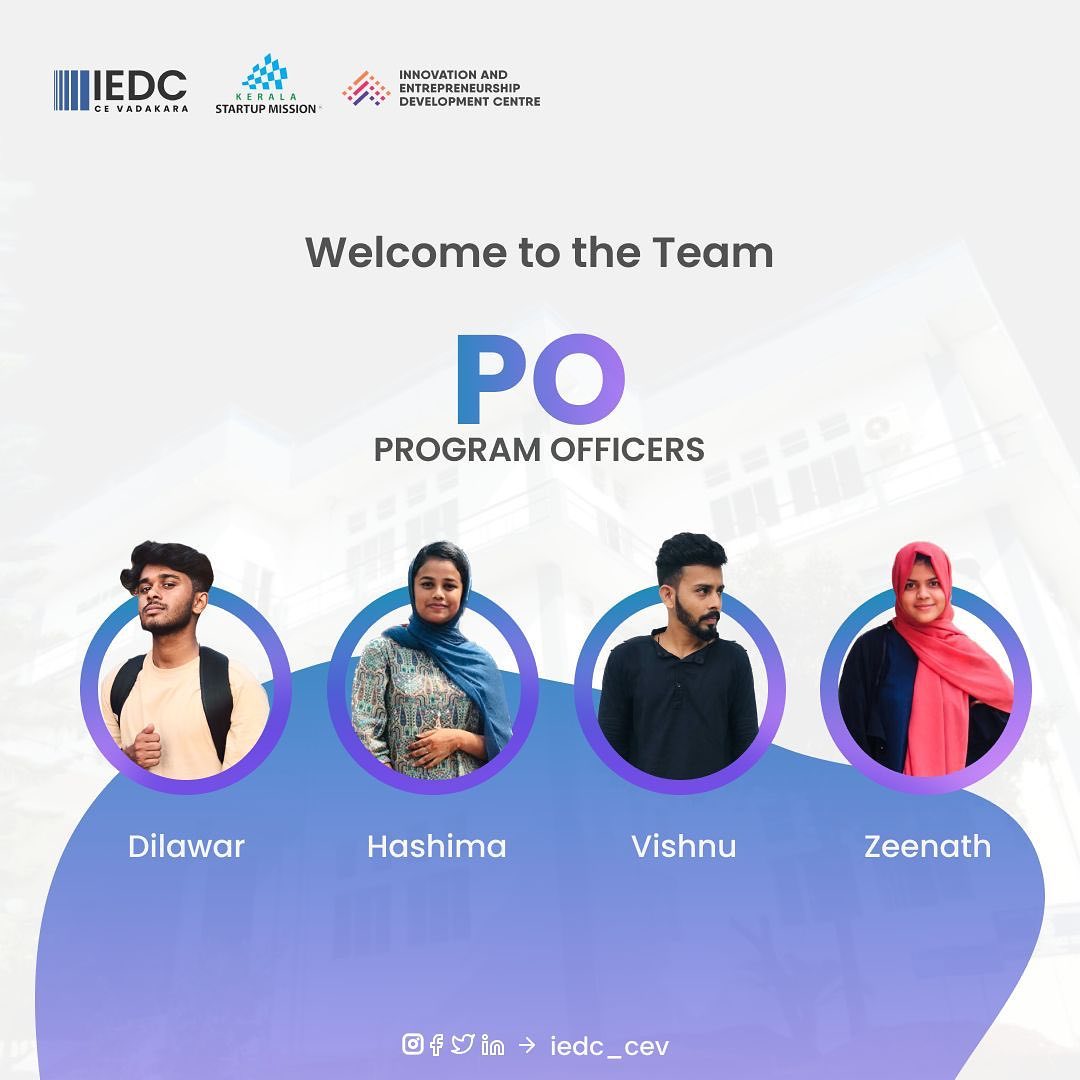 IEDC
CE VADAKARA
KERALA
STARTUP MISSION
INNOVATION AND
ENTREPRENEURSHIP
DEVELOPMENT CENTRE
Welcome to the Team
PO
PROGRAM OFFICERS
Dilawar Hashima Vishnu Zeenath
iedc_cev